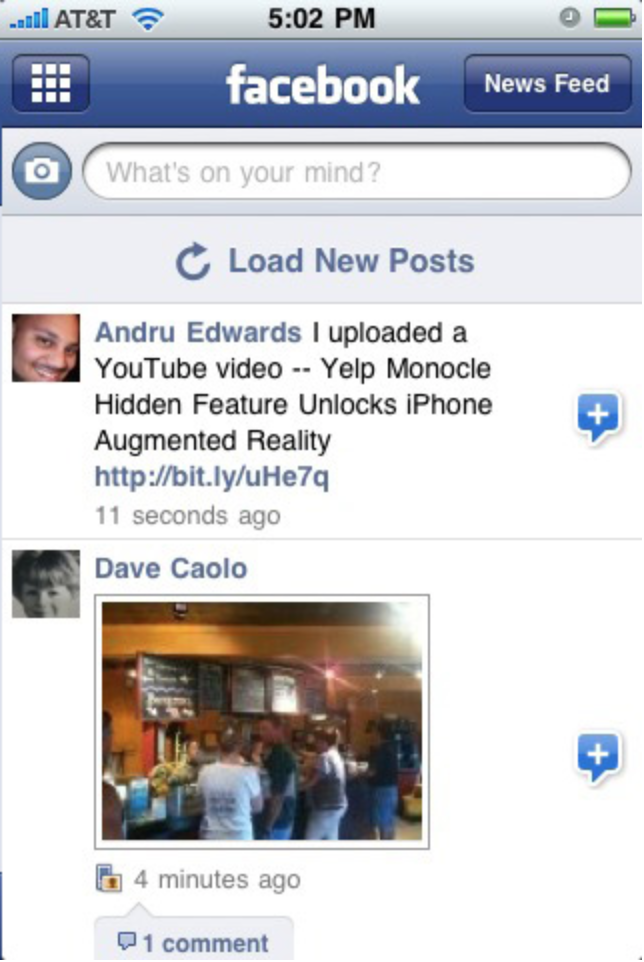 AT&T 5:02 PM
facebook News Feed
What's on your mind?
Load New Posts
Andru Edwards I uploaded a
YouTube video -- Yelp Monocle
Hidden Feature Unlocks iPhone
Augmented Reality
http://bit.ly/uHe7q
11 seconds ago
Dave Caolo
4 minutes ago
1 comment